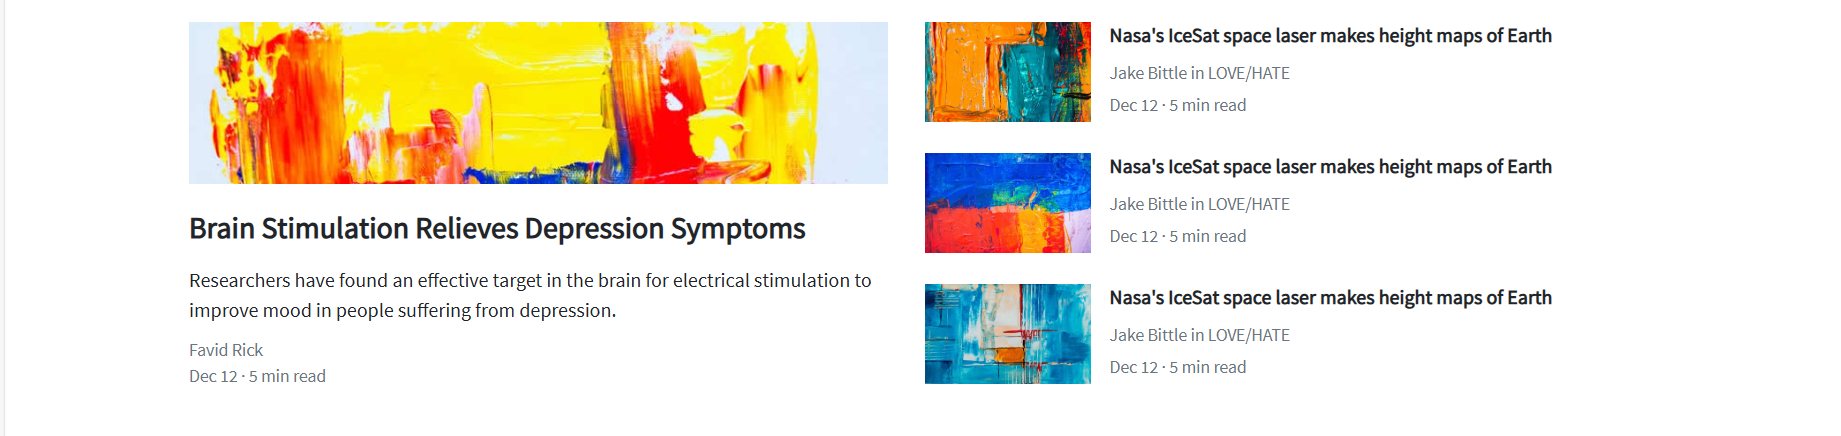 Brain Stimulation Relieves Depression Symptoms
Researchers have found an effective target in the brain for electrical stimulation to
improve mood in people suffering from depression.
Favid Rick
Dec 12 · 5 min read
Nasa's IceSat space laser makes height maps of Earth
Jake Bittle in LOVE/HATE
Dec 12 · 5 min read
Nasa's IceSat space laser makes height maps of Earth
Jake Bittle in LOVE/HATE
Dec 12 · 5 min read
Nasa's IceSat space laser makes height maps of Earth
Jake Bittle in LOVE/HATE
Dec 12 · 5 min read